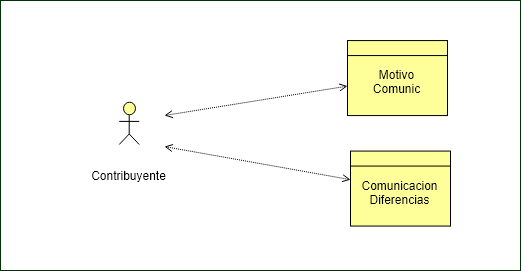 Motivo
Comunic
Contribuyente
Comunicacion
Diferencias